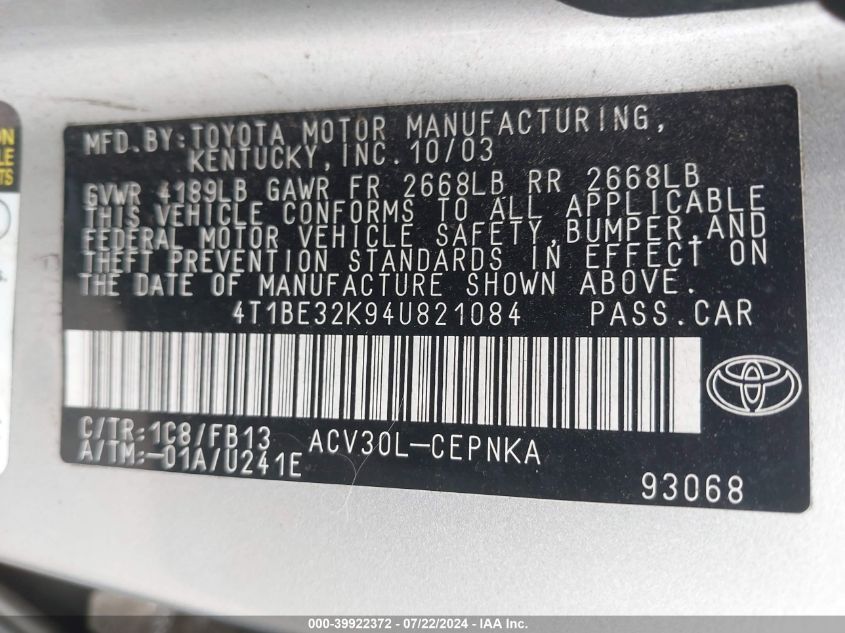 ON
LE
TS
MFD.BY:TOYOTA MOTOR MANUFACTURING,
KENTUCKY,INC.10/03
GVWR 4189LB GAWR FR 2668LB RR 2668LB
THIS VEHICLE CONFORMS TO ALL APPLICABLE
FEDERAL MOTOR VEHICLE SAFETY,BUMPER,AND
THEFT PREVENTION STANDARDS IN EFFECT ON
THE DATE OF MANUFACTURE SHOWN ABOVE.
4T1BE32K94U821084 PASS.CAR
C/TR:1C8/FB13 ACV30L-CEPNKA
A/TM:-01A/U241E
93068
000-39922372 - 07/22/2024 - IAA, Inc.